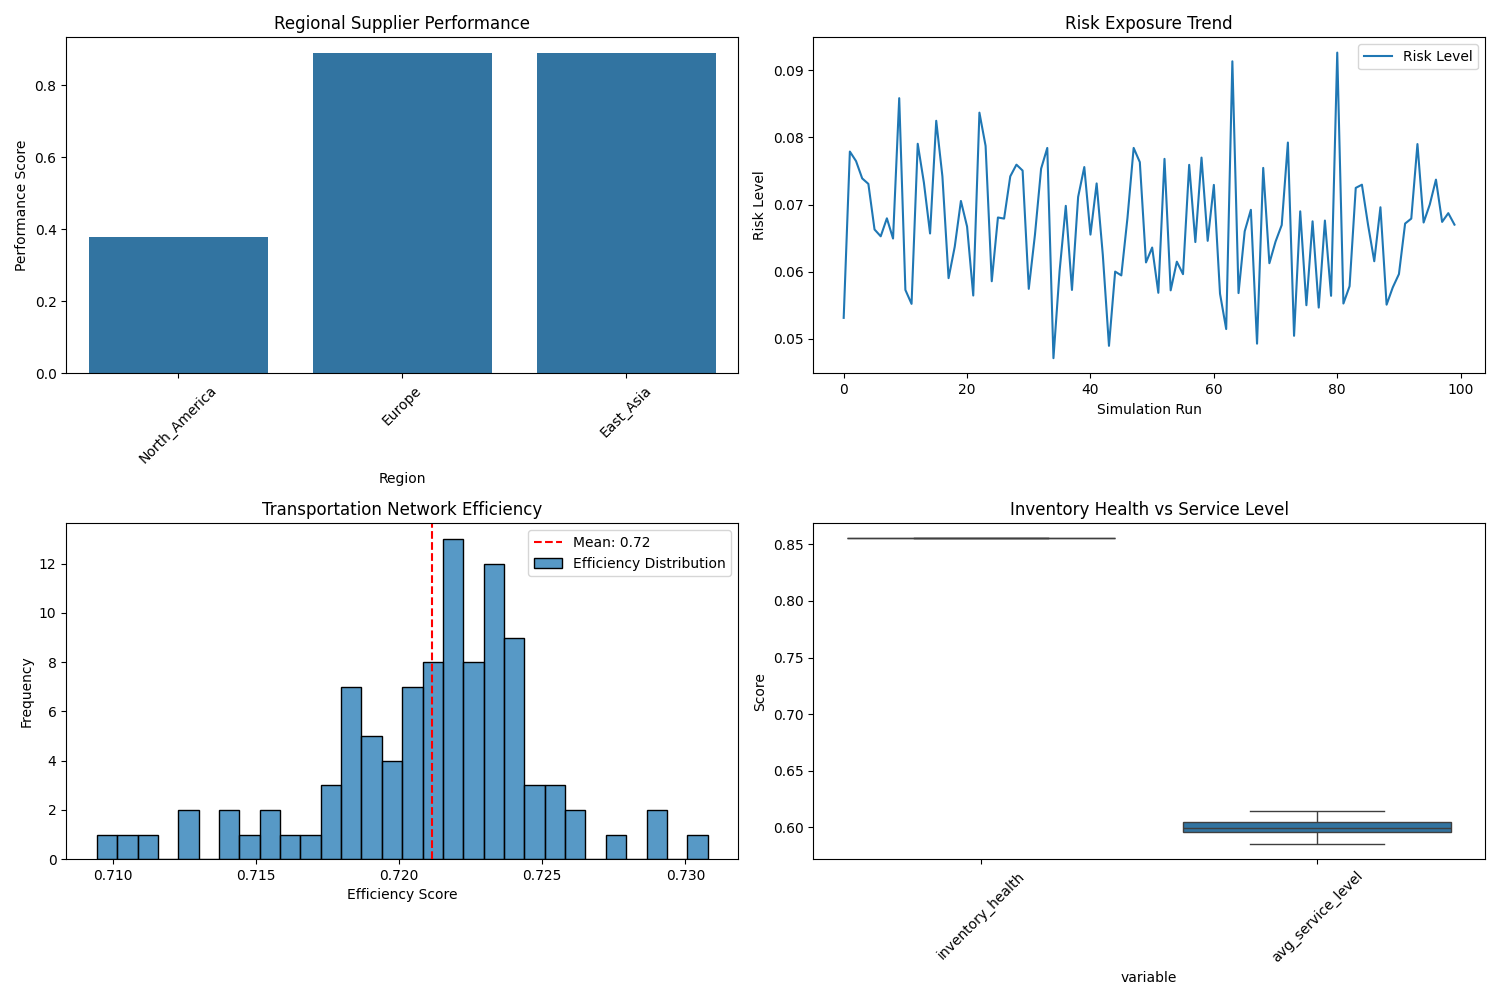 Regional Supplier Performance
Performance Score
0.8
0.6
0.4
0.2
0.0
North_America
Europe
East_Asia
Region
Risk Exposure Trend
Risk Level
Risk Level
0.09
0.08
0.07
0.06
0.05
0 20 40 60 80 100
Simulation Run
Transportation Network Efficiency
Mean: 0.72
Efficiency Distribution
Frequency
12
10
8
6
4
2
0
0.710 0.715 0.720 0.725 0.730
Efficiency Score
Inventory Health vs Service Level
Score
0.85
0.80
0.75
0.70
0.65
0.60
inventory_health
avg_service_level
variable